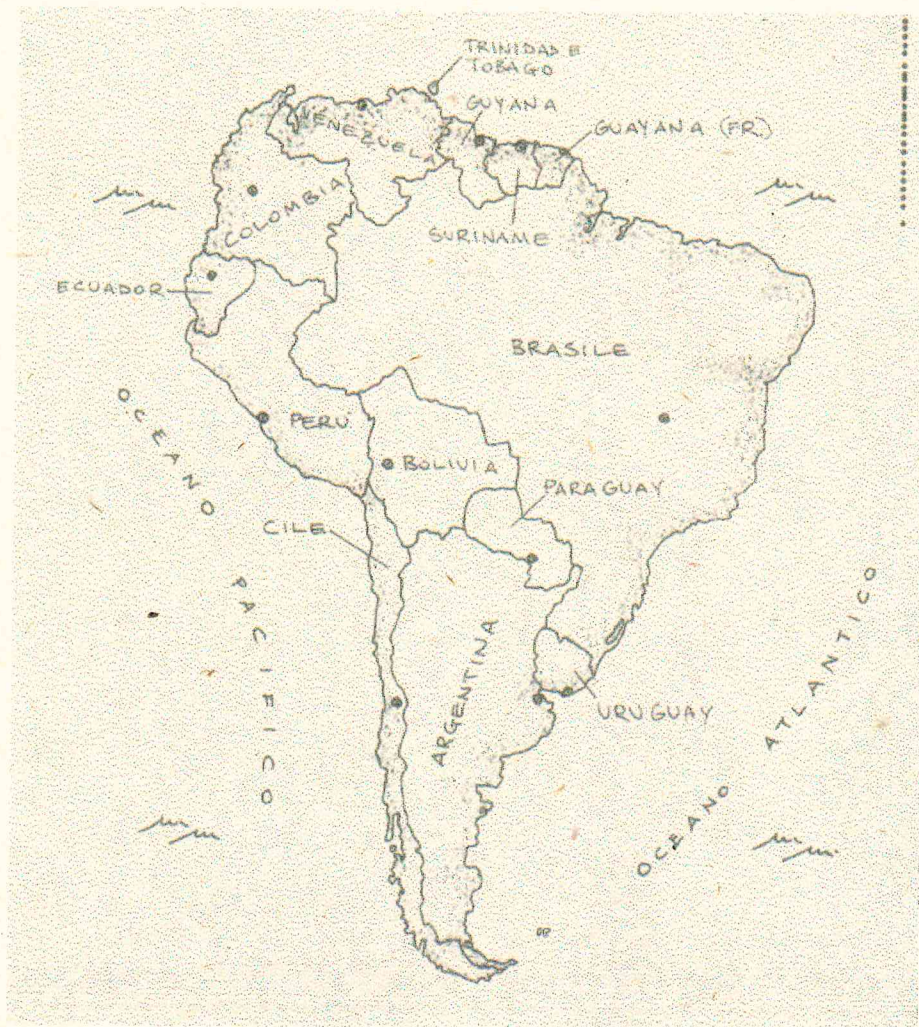 TRINIDAD E
TOBAGO
GUYANA
GUAYANA (FR.)
VENEZUELA
COLOMBIA
SURINAME
ECUADOR
BRASILE
PERÚ
BOLIVIA
PARAGUAY
CILE
ARGENTINA
URUGUAY
OCEANO PACIFICO
OCEANO ATLANTICO